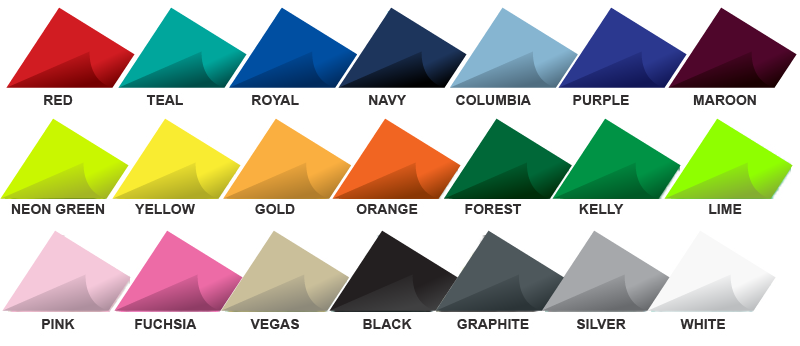 RED TEAL ROYAL NAVY COLUMBIA PURPLE MAROON
NEON GREEN YELLOW GOLD ORANGE FOREST KELLY LIME
PINK FUCHSIA VEGAS BLACK GRAPHITE SILVER WHITE